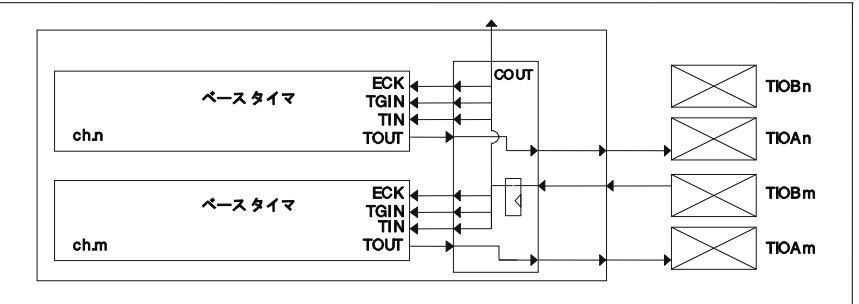 COUT
ECK
TGIN
TIN
TOUT
ベースタイマ
ch.n
TIOBn
TIOAn
ECK
TGIN
TIN
TOUT
ベースタイマ
ch.m
TIOBm
TIOAm